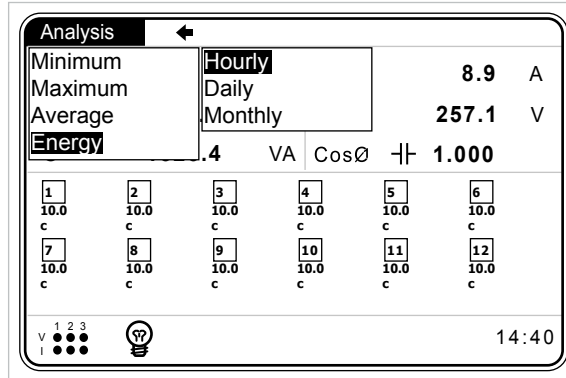 Analysis
Minimum
Maximum
Average
Energy
Hourly
Daily
Monthly
8.9 A
257.1 V
.4 VA CosØ 1.000
1 2 3 4 5 6
10.0 10.0 10.0 10.0 10.0 10.0
c c c c c c
7 8 9 10 11 12
10.0 10.0 10.0 10.0 10.0 10.0
c c c c c c
1 2 3
V
I
14:40